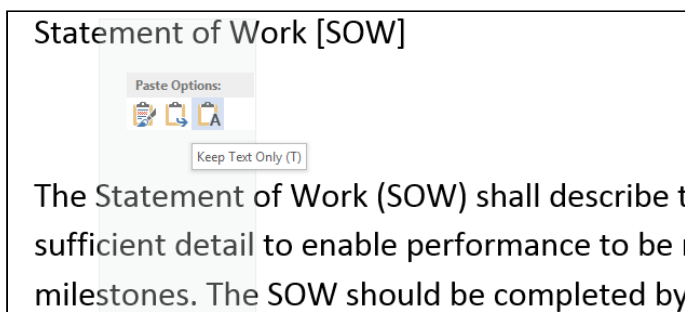 Statement of Work [SOW]
Paste Options:
A
Keep Text Only (T)
The Statement of Work (SOW) shall describe
sufficient detail to enable performance to be
milestones. The SOW should be completed by